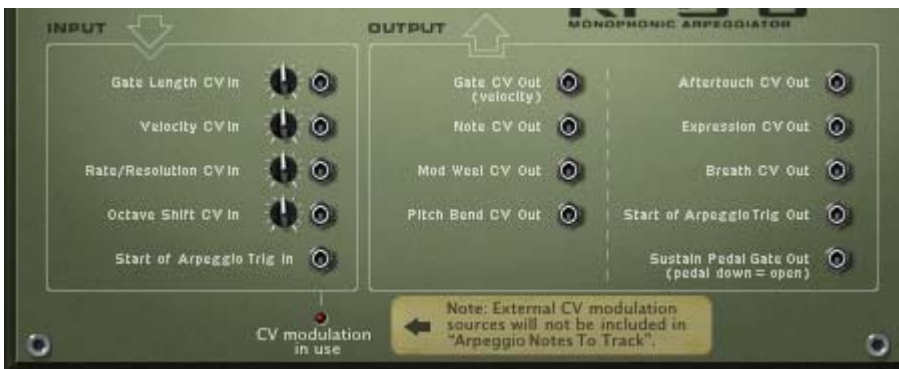 INPUT
Gate Length CV In
Velocity CV In
Rate/Resolution CV In
Octave Shift CV In
Start of Arpeggio Trig In
CV modulation
in use
OUTPUT
MONOPHONIC ARPEGGIATOR
Gate CV Out
(velocity)
Note CV Out
Mod Weel CV Out
Pitch Bend CV Out
Aftertouch CV Out
Expression CV Out
Breath CV Out
Start of Arpeggio Trig Out
Sustain Pedal Gate Out
(pedal down = open)
Note: External CV modulation
sources will not be included in
"Arpeggio Notes To Track".